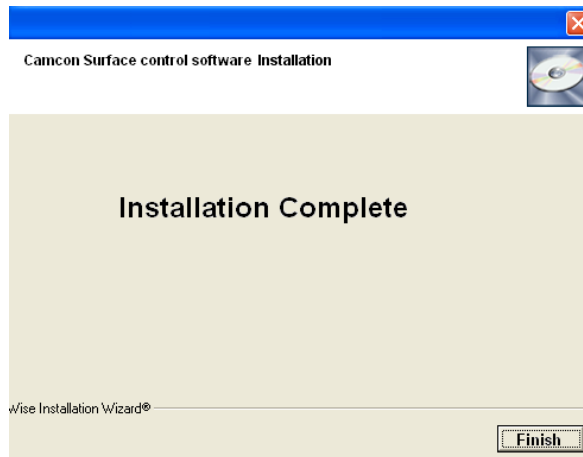 Camcon Surface control software Installation
Installation Complete
Wise Installation Wizard®
Finish